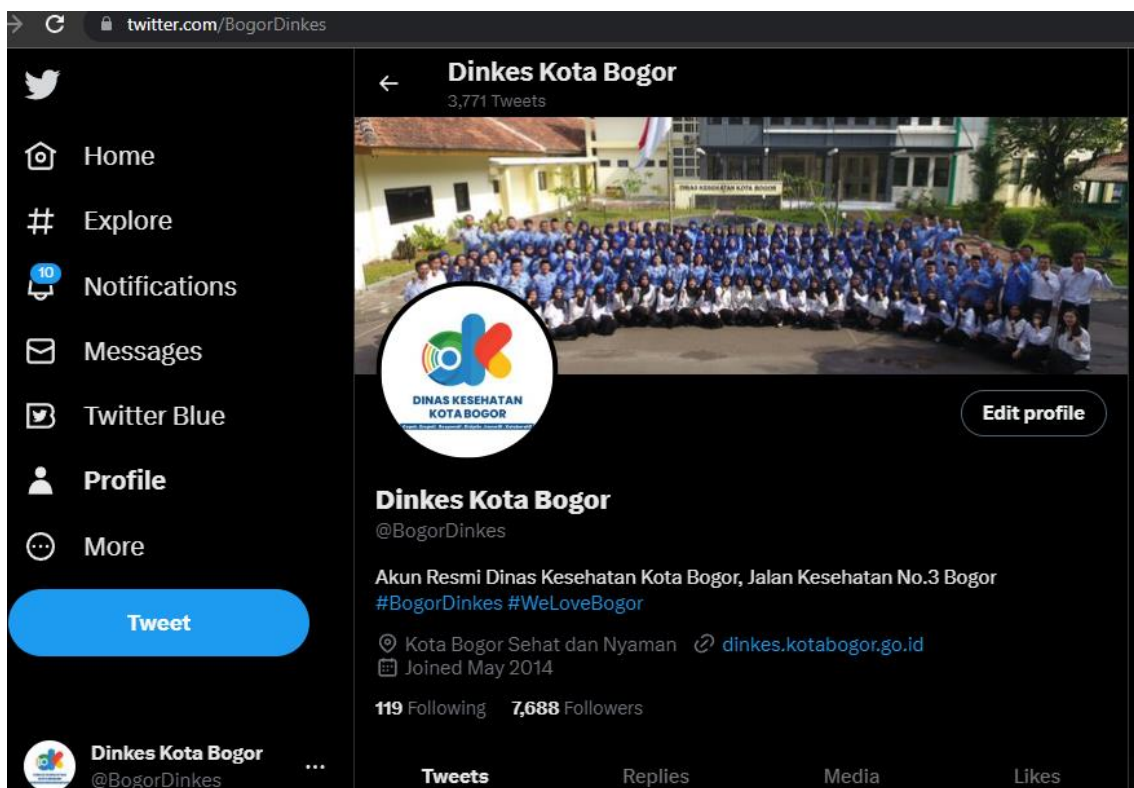 twitter.com/BogorDinkes
Home
Explore
10
Notifications
Messages
Twitter Blue
Profile
More
Tweet
Dinkes Kota Bogor
@BogorDinkes
...
Dinkes Kota Bogor
3,771 Tweets
DINAS KESEHATAN KOTA BOGOR
DINAS KESEHATAN
KOTA BOGOR
Edit profile
Dinkes Kota Bogor
@BogorDinkes
Akun Resmi Dinas Kesehatan Kota Bogor, Jalan Kesehatan No.3 Bogor
#BogorDinkes #WeLoveBogor
Kota Bogor Sehat dan Nyaman dinkes.kotabogor.go.id
Joined May 2014
119 Following 7,688 Followers
Tweets Replies Media Likes